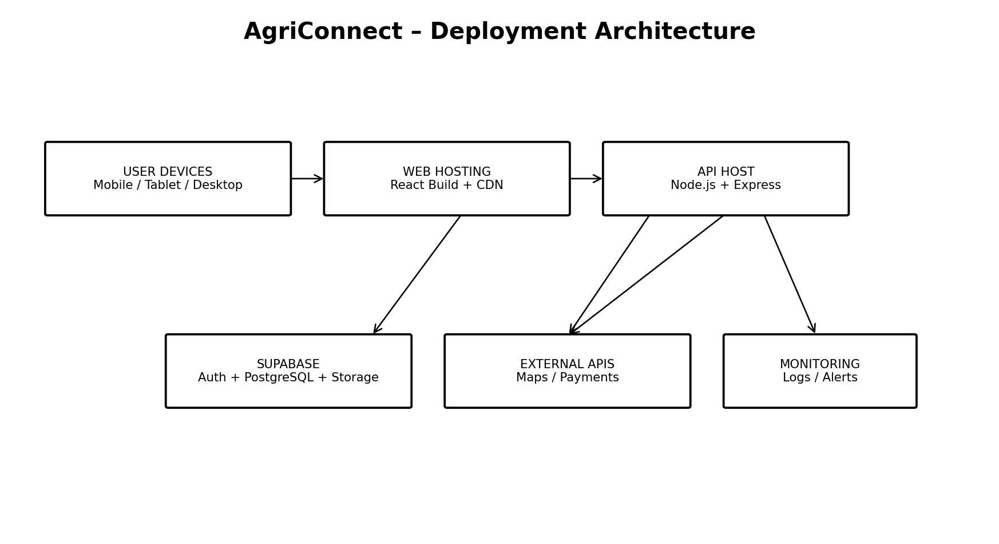 AgriConnect – Deployment Architecture
USER DEVICES
Mobile / Tablet / Desktop
WEB HOSTING
React Build + CDN
API HOST
Node.js + Express
SUPABASE
Auth + PostgreSQL + Storage
EXTERNAL APIS
Maps / Payments
MONITORING
Logs / Alerts